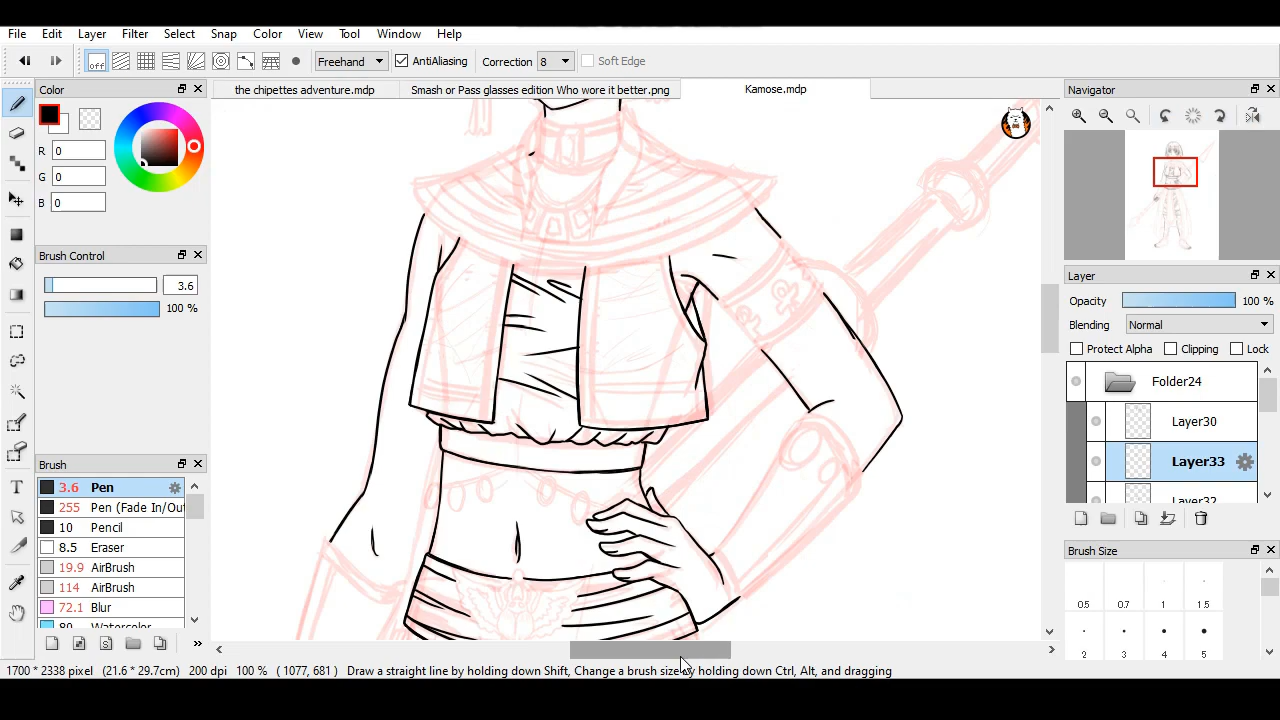 File Edit Layer Filter Select Snap Color View Tool Window Help
off Freehand AntiAliasing Correction 8 Soft Edge
Color the chipettes adventure.mdp Smash or Pass glasses edition Who wore it better.png Kamose.mdp Navigator
R 0
G 0
B 0
Brush Control
3.6
100 %
Layer
Opacity 100 %
Blending Normal
Protect Alpha Clipping Lock
Folder24
Layer30
Layer33
Layer32
Brush
3.6 Pen
255 Pen (Fade In/Out
10 Pencil
8.5 Eraser
19.9 AirBrush
114 AirBrush
72.1 Blur
80 Watercolor
Brush Size
0.5 0.7 1 1.5
2 3 4 5
1700 * 2338 pixel (21.6 * 29.7cm) 200 dpi 100 % ( 1077, 681 ) Draw a straight line by holding down Shift, Change a brush size by holding down Ctrl, Alt, and dragging